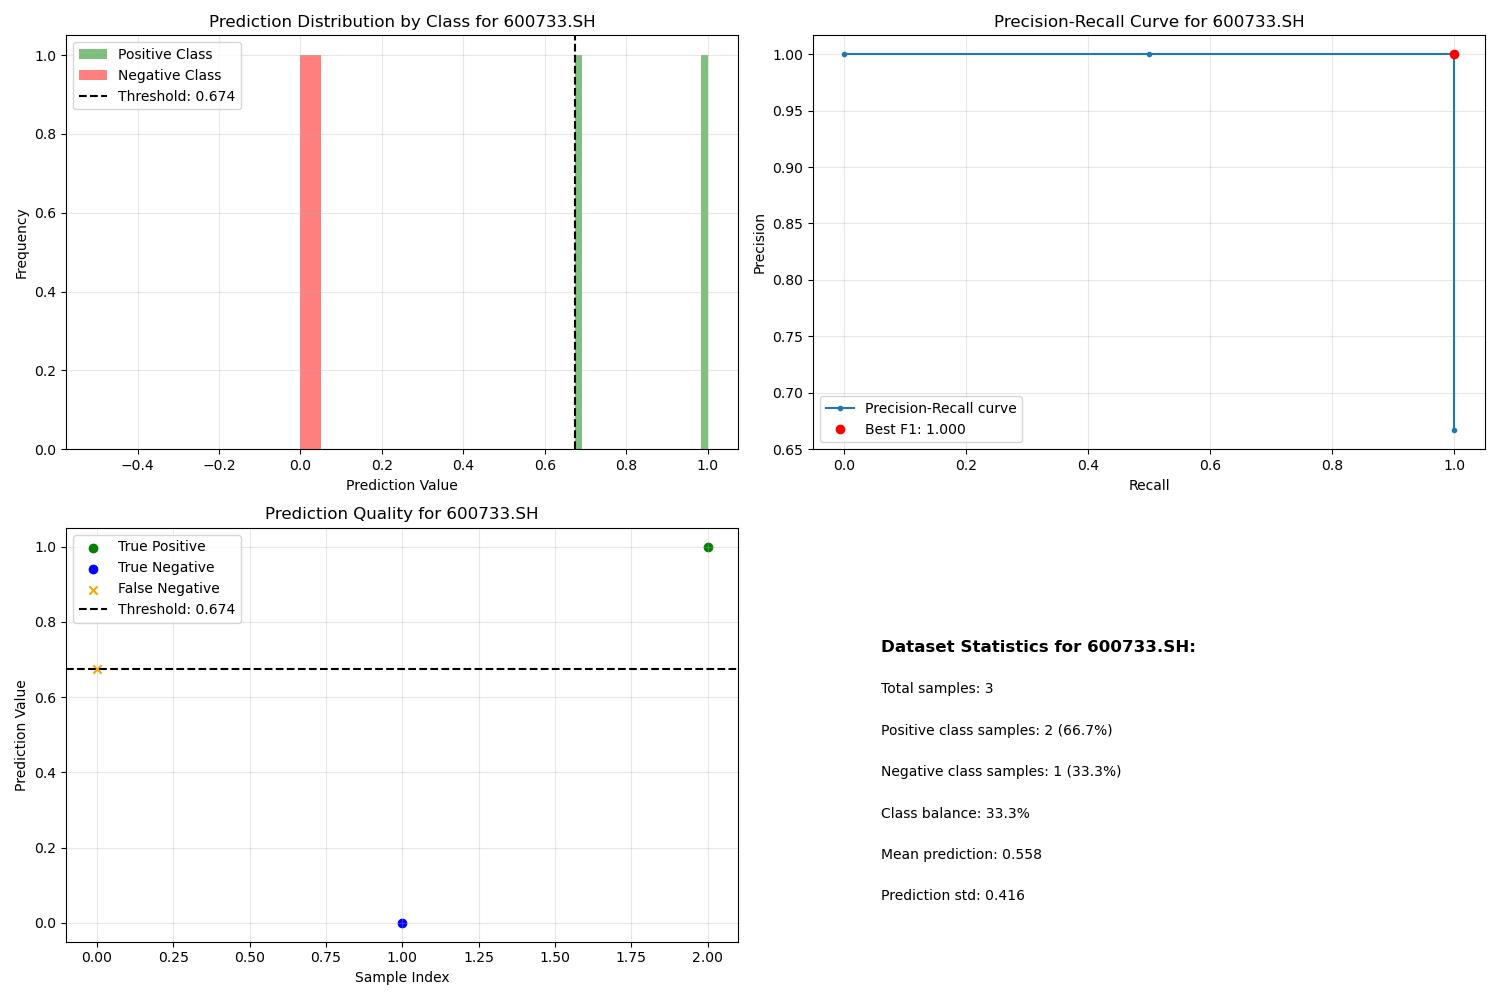 Prediction Distribution by Class for 600733.SH
Positive Class
Negative Class
Threshold: 0.674
Frequency
1.0
0.8
0.6
0.4
0.2
0.0
−0.4 −0.2 0.0 0.2 0.4 0.6 0.8 1.0
Prediction Value
Precision-Recall Curve for 600733.SH
Precision
1.00
0.95
0.90
0.85
0.80
0.75
0.70
0.65
Precision-Recall curve
Best F1: 1.000
0.0 0.2 0.4 0.6 0.8 1.0
Recall
Prediction Quality for 600733.SH
True Positive
True Negative
False Negative
Threshold: 0.674
Prediction Value
1.0
0.8
0.6
0.4
0.2
0.0
0.00 0.25 0.50 0.75 1.00 1.25 1.50 1.75 2.00
Sample Index
Dataset Statistics for 600733.SH:
Total samples: 3
Positive class samples: 2 (66.7%)
Negative class samples: 1 (33.3%)
Class balance: 33.3%
Mean prediction: 0.558
Prediction std: 0.416